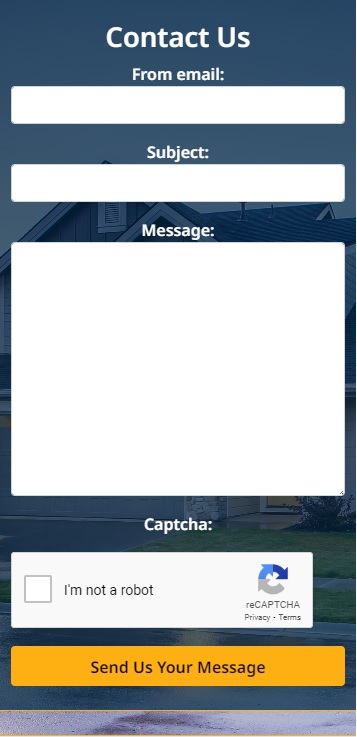 Contact Us
From email:
Subject:
Message:
Captcha:
I'm not a robot
reCAPTCHA
Privacy - Terms
Send Us Your Message